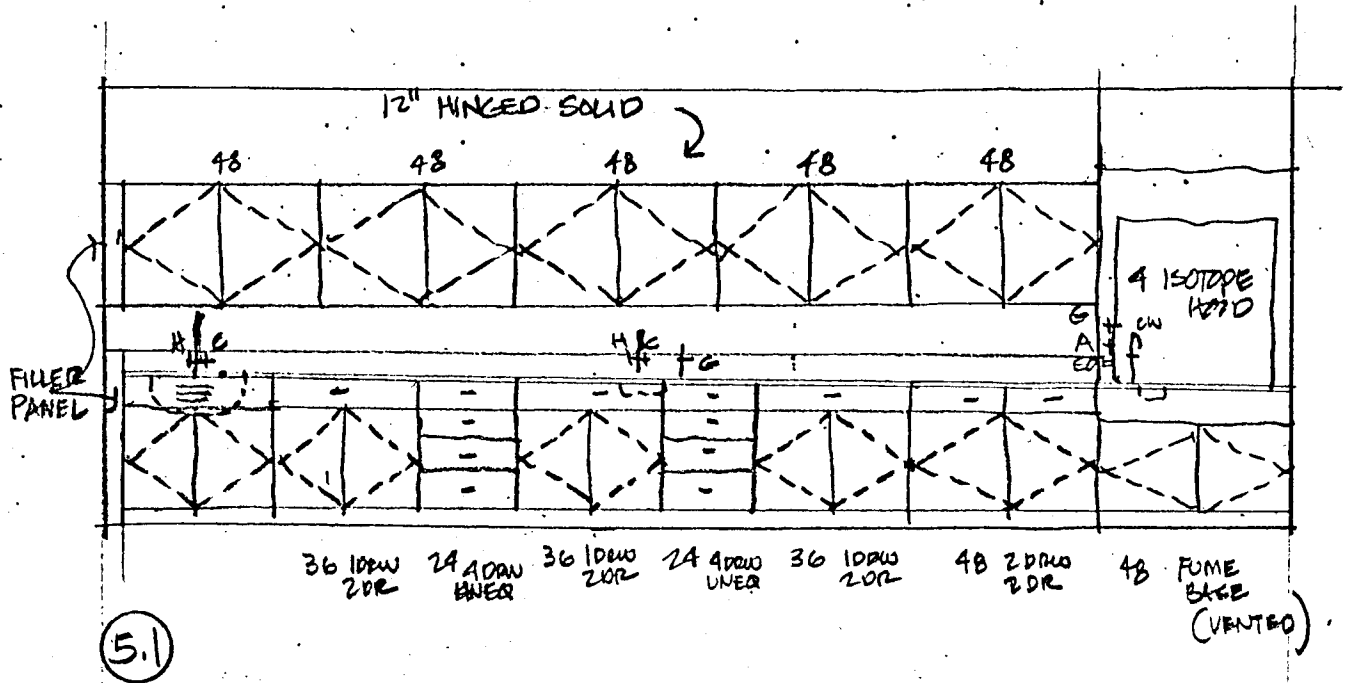 12" HINGED SOLID
48 48 48 48 48
4 ISOTOPE
HOOD
H C
H C
G
G
A
CW
FILLER
PANEL
36 1DRW
2DR
24 4DRW
UNEQ
36 1DRW
2DR
24 4DRW
UNEQ
36 1DRW
2DR
48 2DRW
2DR
48 FUME
BASE
(VENTED)
5.1